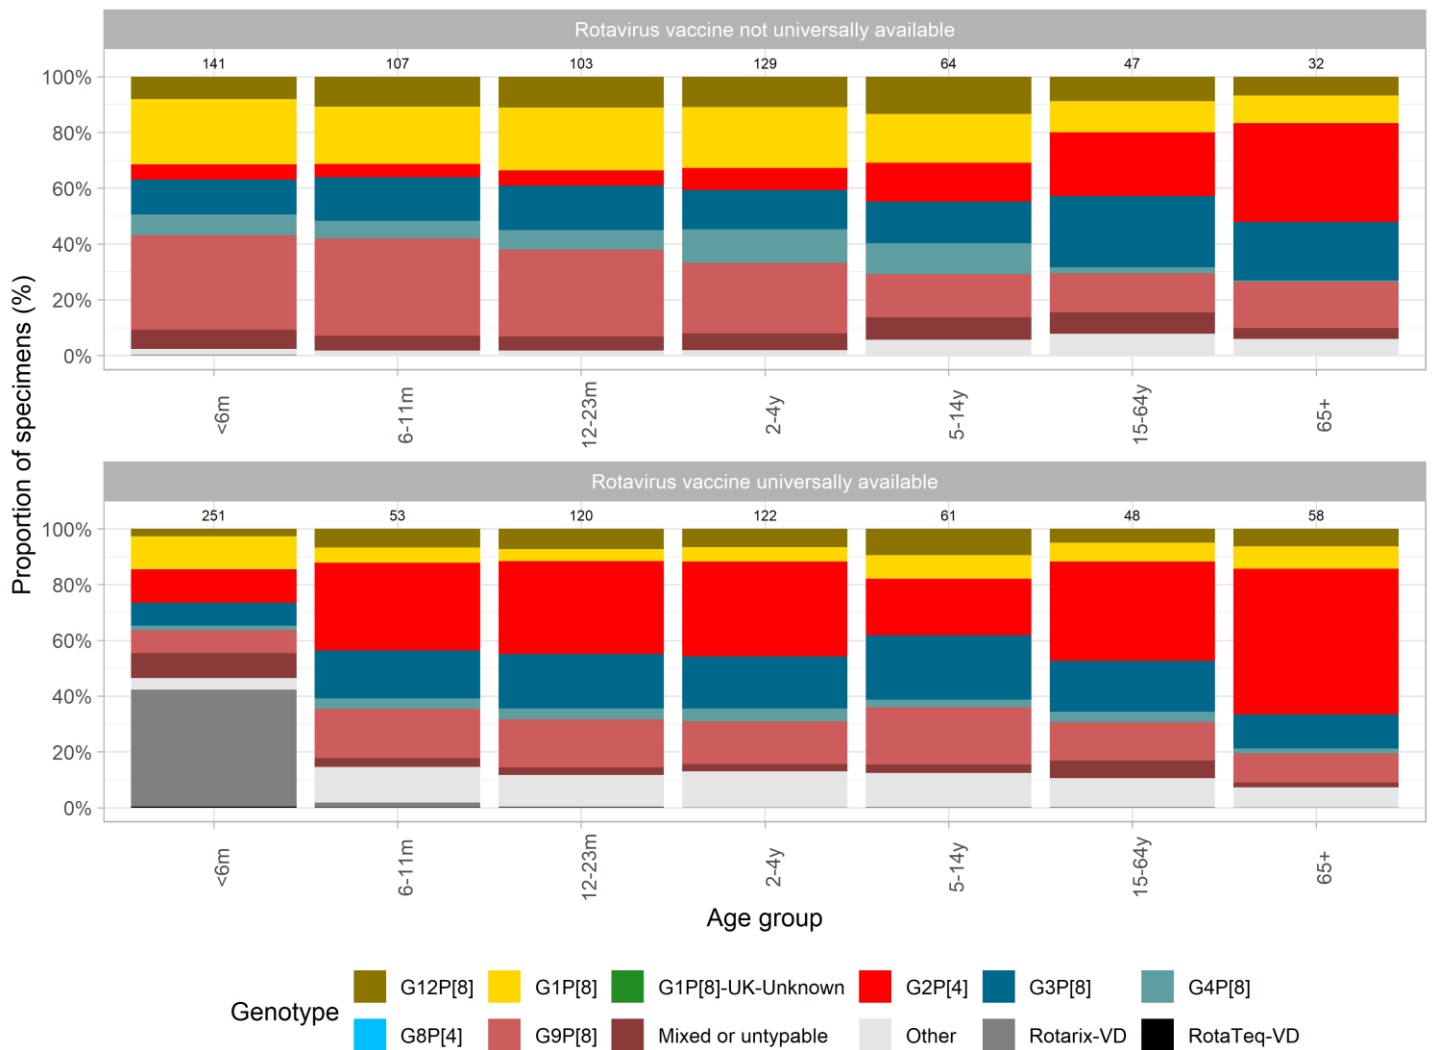 Rotavirus vaccine not universally available
141 107 103 129 64 47 32
100%
80%
60%
40%
20%
0%
<6m 6-11m 12-23m 2-4y 5-14y 15-64y 65+
Proportion of specimens (%)
Rotavirus vaccine universally available
251 53 120 122 61 48 58
100%
80%
60%
40%
20%
0%
<6m 6-11m 12-23m 2-4y 5-14y 15-64y 65+
Age group
Genotype
G12P[8] G1P[8] G1P[8]-UK-Unknown G2P[4] G3P[8] G4P[8]
G8P[4] G9P[8] Mixed or untypable Other Rotarix-VD RotaTeq-VD